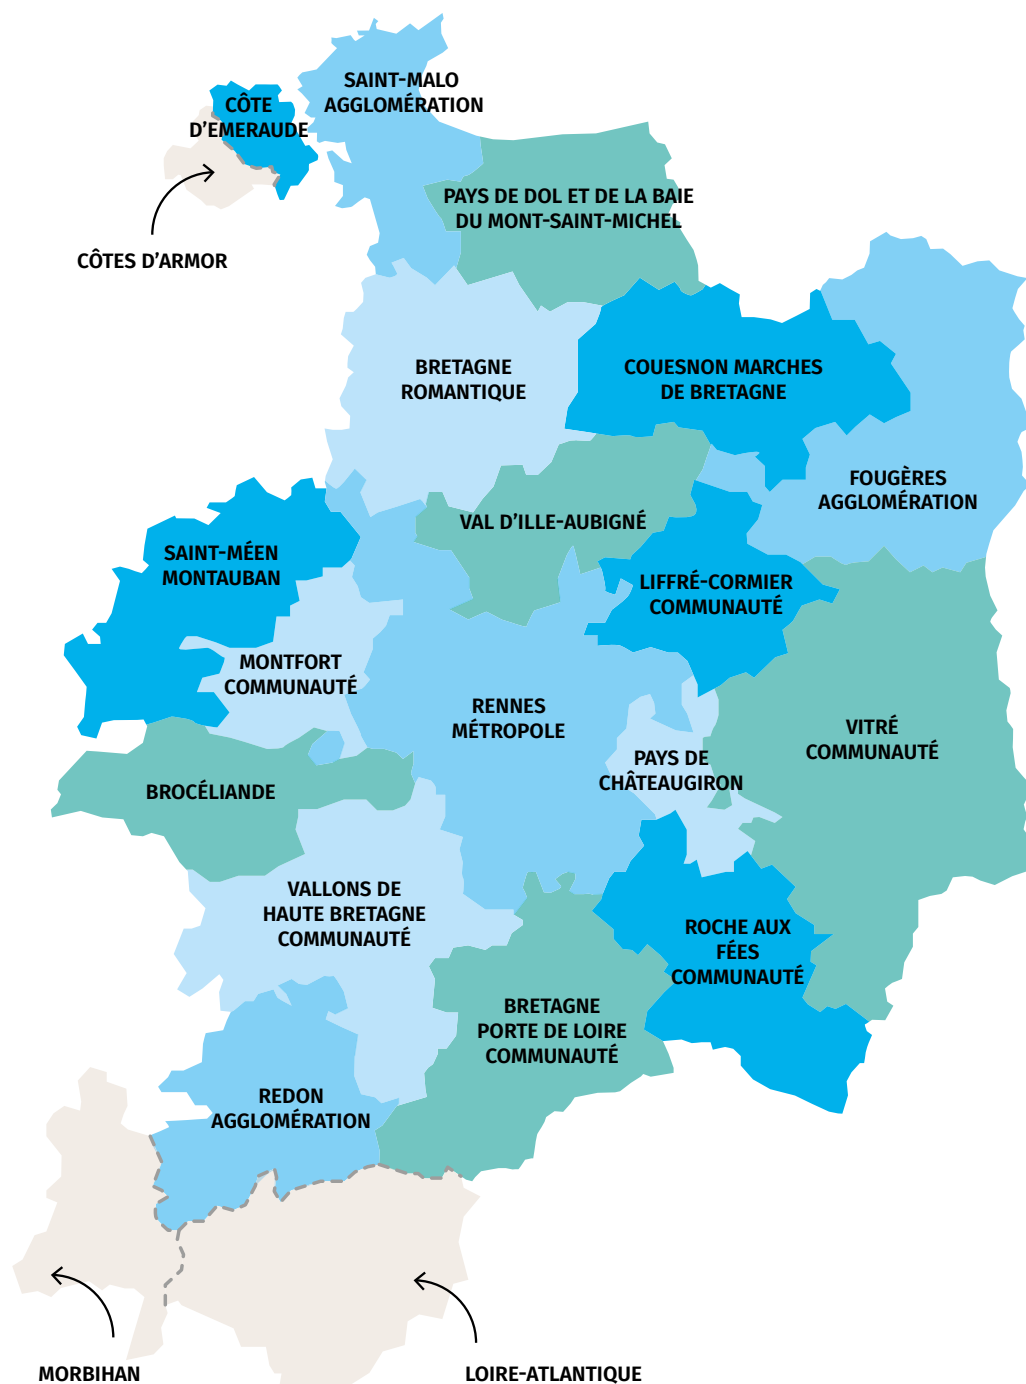 SAINT-MALO
AGGLOMÉRATION
CÔTE
D'EMERAUDE
PAYS DE DOL ET DE LA BAIE
DU MONT-SAINT-MICHEL
CÔTES D'ARMOR
BRETAGNE
ROMANTIQUE
COUESNON MARCHES
DE BRETAGNE
FOUGÈRES
AGGLOMÉRATION
VAL D'ILLE-AUBIGNÉ
SAINT-MÉEN
MONTAUBAN
LIFFRÉ-CORMIER
COMMUNAUTÉ
MONTFORT
COMMUNAUTÉ
RENNES
MÉTROPOLE
VITRÉ
COMMUNAUTÉ
PAYS DE
CHÂTEAUGIRON
BROCÉLIANDE
VALLONS DE
HAUTE BRETAGNE
COMMUNAUTÉ
ROCHE AUX
FÉES
COMMUNAUTÉ
BRETAGNE
PORTE DE LOIRE
COMMUNAUTÉ
REDON
AGGLOMÉRATION
MORBIHAN
LOIRE-ATLANTIQUE